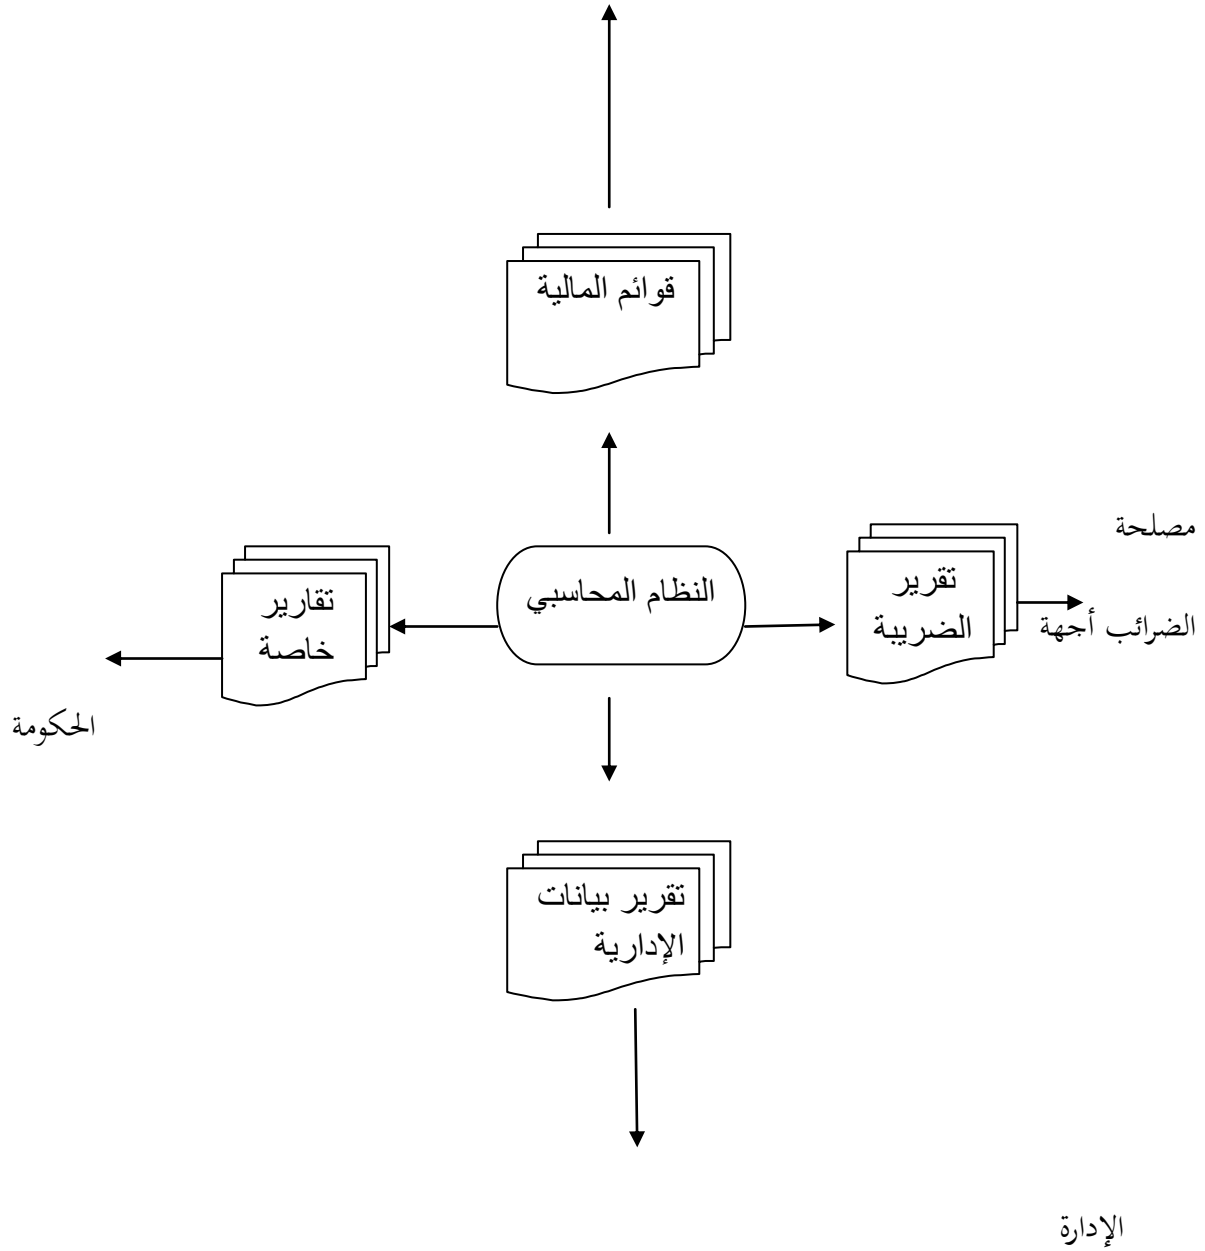 قوائم المالية
مصلحة
الضرائب أجهة
تقرير
الضريبة
النظام المحاسبي
تقارير
خاصة
الحكومة
تقرير بيانات
الإدارية
الإدارة